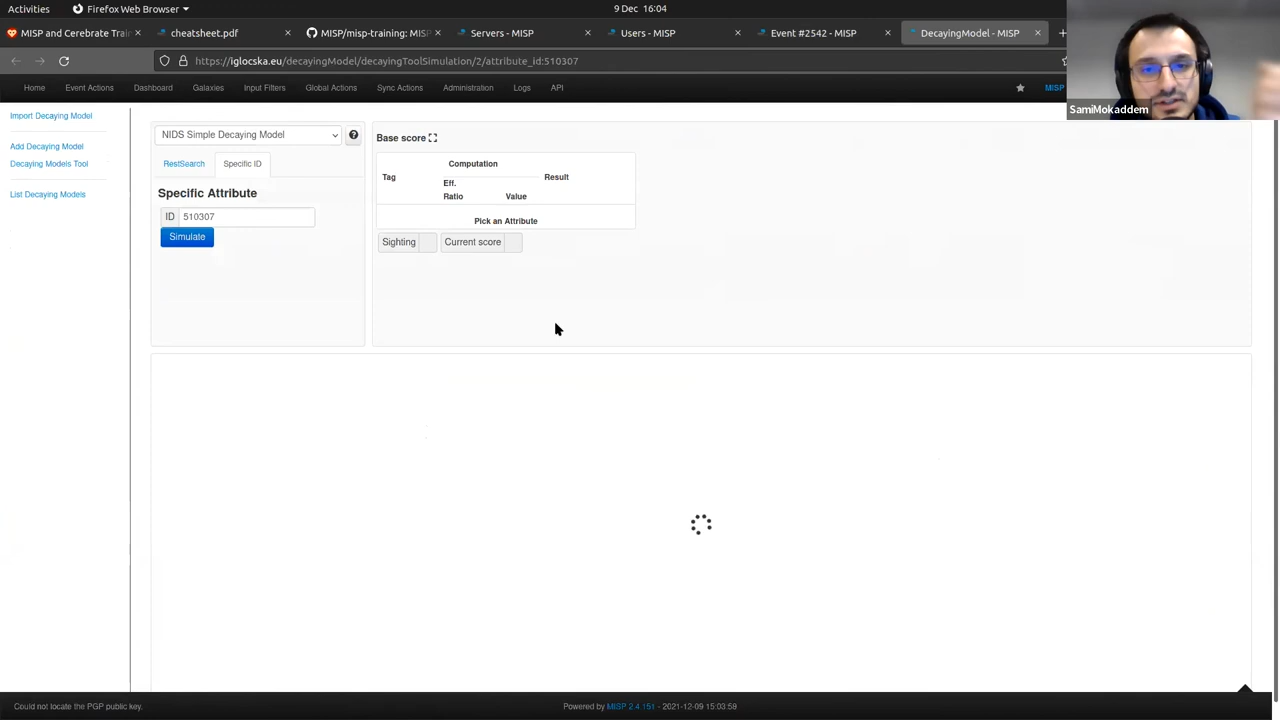 Activities
Firefox Web Browser
9 Dec 16:04
MISP and Cerebrate Trai
cheatsheet.pdf
MISP/misp-training: MISP
Servers - MISP
Users - MISP
Event #2542 - MISP
DecayingModel - MISP
https://iglocska.eu/decayingModel/decayingToolSimulation/2/attribute_id:510307
SamiMokaddem
Home
Event Actions
Dashboard
Galaxies
Input Filters
Global Actions
Sync Actions
Administration
Logs
API
MISP
Import Decaying Model
Add Decaying Model
Decaying Models Tool
List Decaying Models
NIDS Simple Decaying Model
RestSearch
Specific ID
Specific Attribute
ID 510307
Simulate
Base score
Computation
Tag
Eff.
Ratio
Value
Result
Pick an Attribute
Sighting
Current score
Could not locate the PGP public key.
Powered by MISP 2.4.151 - 2021-12-09 15:03:59